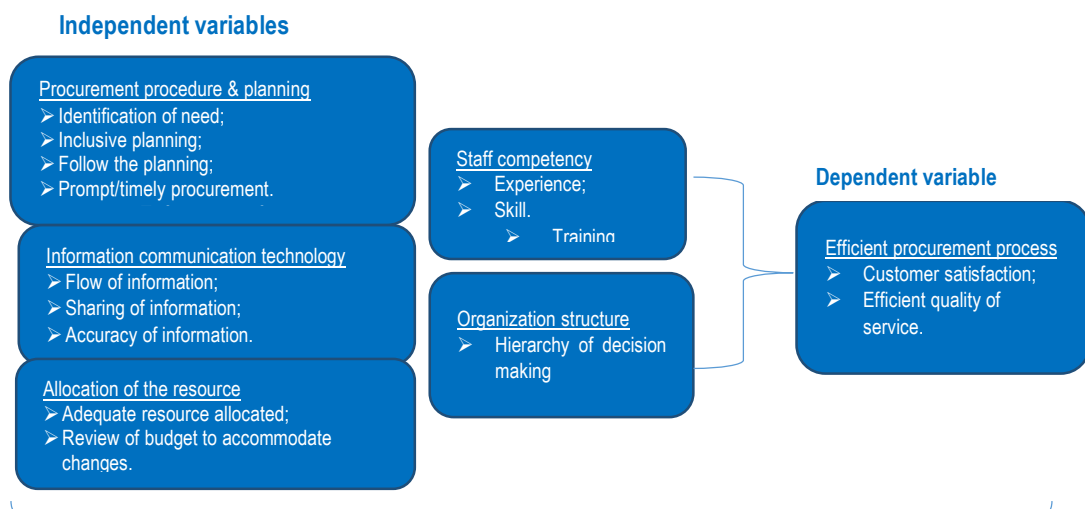 Independent variables
Procurement procedure & planning
➢ Identification of need;
➢ Inclusive planning;
➢ Follow the planning;
➢ Prompt/timely procurement.
Information communication technology
➢ Flow of information;
➢ Sharing of information;
➢ Accuracy of information.
Allocation of the resource
➢ Adequate resource allocated;
➢ Review of budget to accommodate
changes.
Staff competency
➢ Experience;
➢ Skill.
➢ Training
Organization structure
➢ Hierarchy of decision
making
Dependent variable
Efficient procurement process
➢ Customer satisfaction;
➢ Efficient quality of
service.